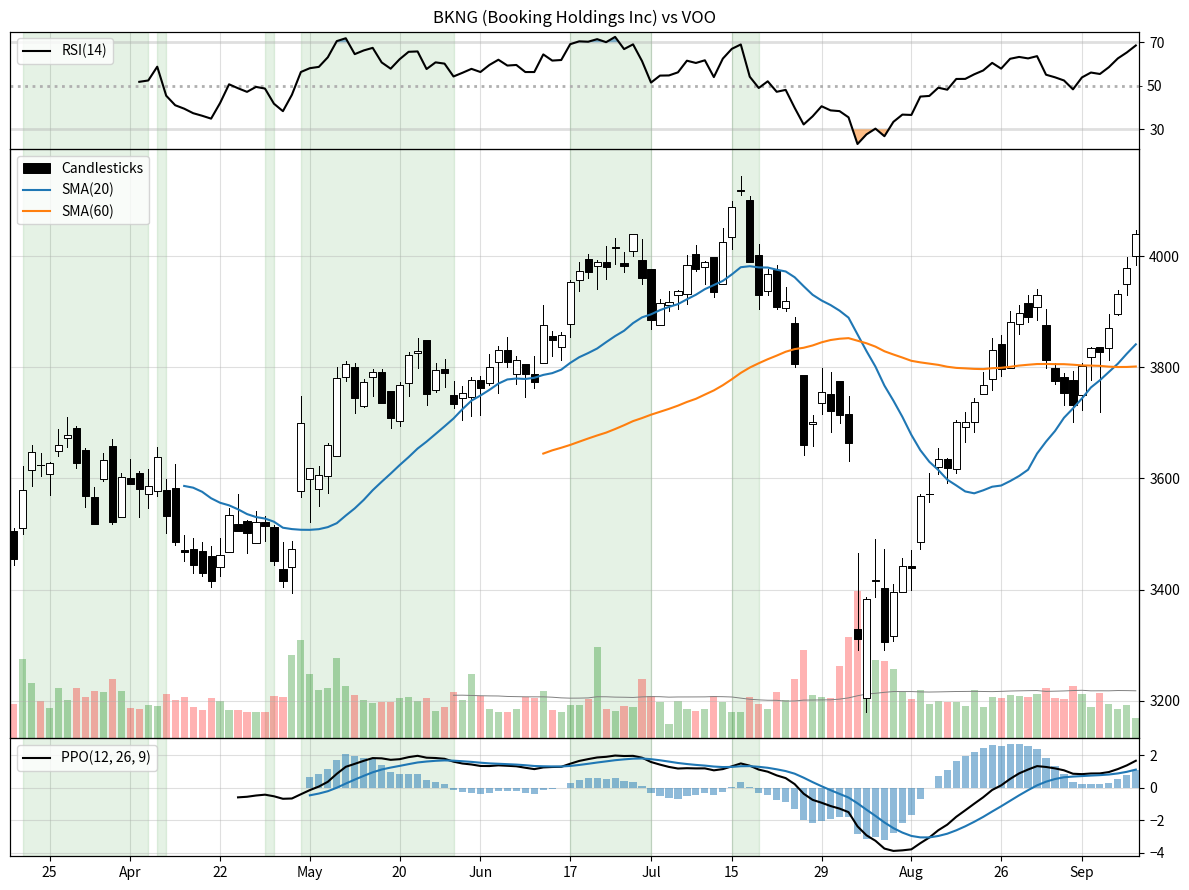 BKNG (Booking Holdings Inc) vs VOO
RSI(14)
70
50
30
Candlesticks
SMA(20)
SMA(60)
4000
3800
3600
3400
3200
PPO(12, 26, 9)
2
0
−2
−4
25 Apr 22 May 20 Jun 17 Jul 15 29 Aug 26 Sep